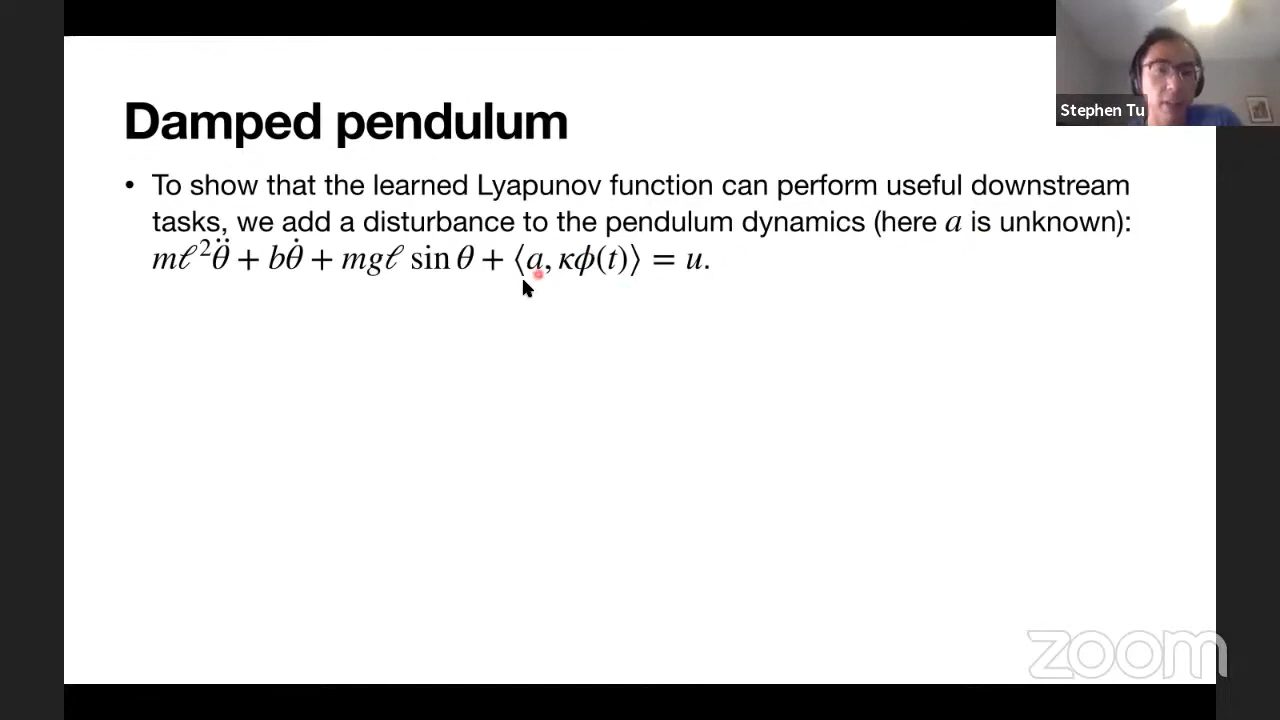 Stephen Tu
Damped pendulum
• To show that the learned Lyapunov function can perform useful downstream
tasks, we add a disturbance to the pendulum dynamics (here a is unknown):
mℓ²θ̈ + bθ̇ + mgℓ sin θ + ⟨a, κϕ(t)⟩ = u.
zoom